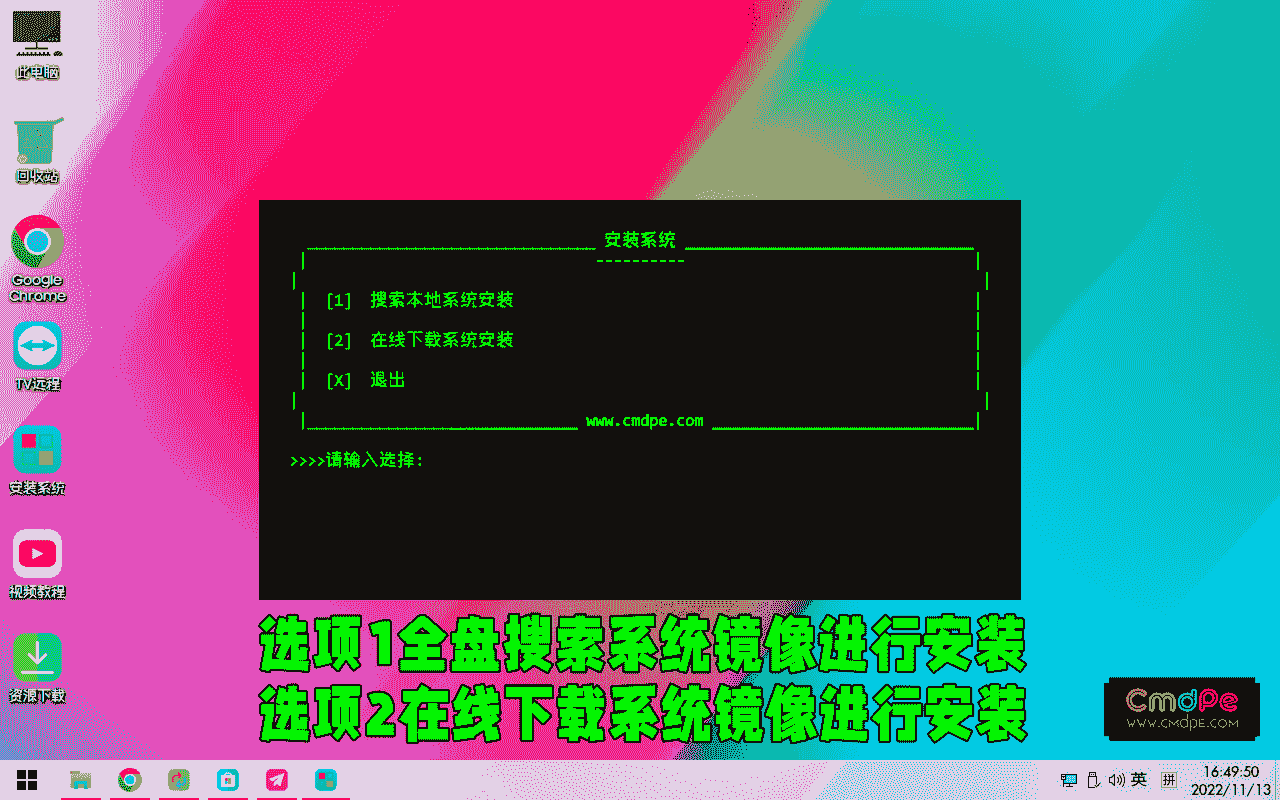 此电脑
回收站
Google
Chrome
TV远程
安装系统
视频教程
资源下载
安装系统
[1] 搜索本地系统安装
[2] 在线下载系统安装
[X] 退出
www.cmdpe.com
>>>>请输入选择:
选项1全盘搜索系统镜像进行安装
选项2在线下载系统镜像进行安装
CmdPe
WWW.CMDPE.COM
英
拼
16:49:50
2022/11/13